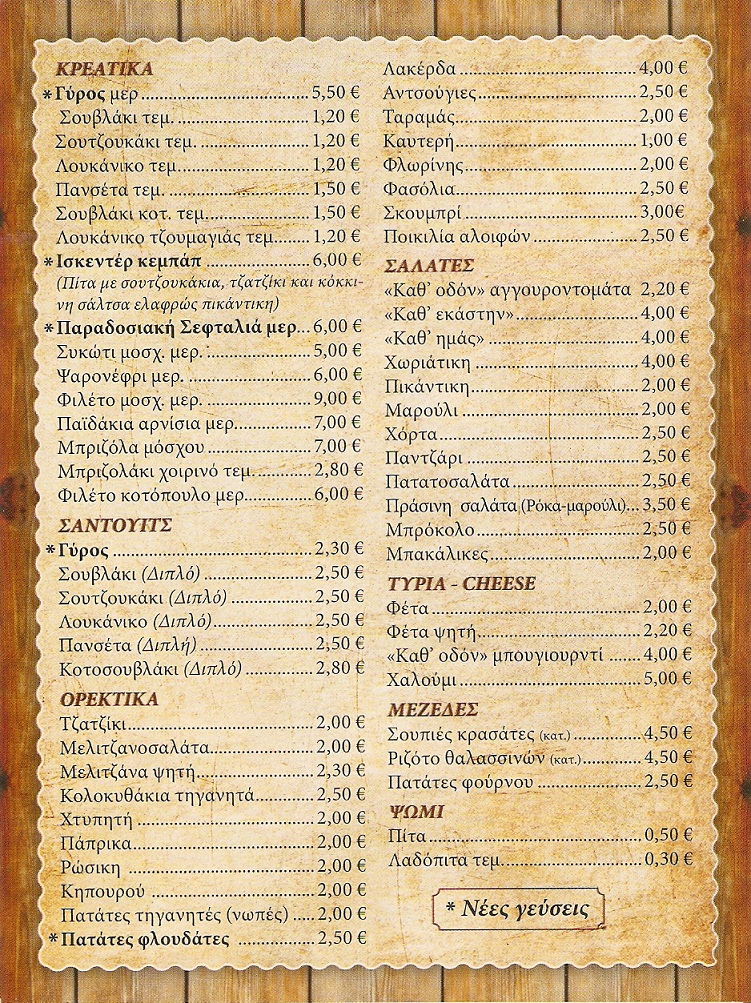 ΚΡΕΑΤΙΚΑ
*Γύρος μερ..............5,50 €
Σουβλάκι τεμ...............1,20 €
Σουτζουκάκι τεμ. ..............1,20 €
Λουκάνικο τεμ..............1,20 €
Πανσέτα τεμ. ..............1,50 €
Σουβλάκι κοτ. τεμ..............1,50 €
Λουκάνικο τζουμαγιάς τεμ.......1,20 €
*Ισκεντέρ κεμπάπ ..............6,00 €
(Πίτα με σουτζουκάκια, τζατζίκι και κόκκι-
νη σάλτσα ελαφρώς πικάντικη)
*Παραδοσιακή Σεφταλιά μερ...6,00 €
Συκώτι μοσχ. μερ. ..............5,00 €
Ψαρονέφρι μερ. ..............6,00 €
Φιλέτο μοσχ. μερ. ..............9,00 €
Παϊδάκια αρνίσια μερ..............7,00 €
Μπριζόλα μόσχου ..............7,00 €
Μπριζολάκι χοιρινό τεμ. ..............2,80 €
Φιλέτο κοτόπουλο μερ..............6,00 €
ΣΑΝΤΟΥΙΤΣ
*Γύρος ..............2,30 €
Σουβλάκι (Διπλό) ..............2,50 €
Σουτζουκάκι (Διπλό) ..............2,50 €
Λουκάνικο (Διπλό)..............2,50 €
Πανσέτα (Διπλή) ..............2,50 €
Κοτοσουβλάκι (Διπλό) ..............2,80 €
ΟΡΕΚΤΙΚΑ
Τζατζίκι..............2,00 €
Μελιτζανοσαλάτα..............2,00 €
Μελιτζάνα ψητή..............2,30 €
Κολοκυθάκια τηγανητά..............2,50 €
Χτυπητή ..............2,00 €
Πάπρικα..............2,00 €
Ρώσικη ..............2,00 €
Κηπουρού ..............2,00 €
Πατάτες τηγανητές (νωπές) .....2,00 €
*Πατάτες φλουδάτες ..............2,50 €
Λακέρδα ..............4,00 €
Αντσούγιες..............2,50 €
Ταραμάς..............2,00 €
Καυτερή..............1,00 €
Φλωρίνης..............2,00 €
Φασόλια..............2,50 €
Σκουμπρί ..............3,00€
Ποικιλία αλοιφών ..............2,50 €
ΣΑΛΑΤΕΣ
«Καθ’ οδόν» αγγουροντομάτα 2,20 €
«Καθ’ εκάστην»..............4,00 €
«Καθ’ ημάς» ..............4,00 €
Χωριάτικη ..............4,00 €
Πικάντικη..............2,00 €
Μαρούλι ..............2,00 €
Χόρτα..............2,50 €
Παντζάρι ..............2,50 €
Πατατοσαλάτα..............2,50 €
Πράσινη σαλάτα (Ρόκα-μαρούλι)...3,50 €
Μπρόκολο..............2,50 €
Μπακάλικες..............2,00 €
ΤΥΡΙΑ - CHEESE
Φέτα..............2,00 €
Φέτα ψητή..............2,20 €
«Καθ’ οδόν» μπουγιουρντί .......4,00 €
Χαλούμι..............5,00 €
ΜΕΖΕΔΕΣ
Σουπιές κρασάτες (κατ.)..............4,50 €
Ριζότο θαλασσινών (κατ.)..............4,50 €
Πατάτες φούρνου ..............2,50 €
ΨΩΜΙ
Πίτα..............0,50 €
Λαδόπιτα τεμ...............0,30 €
* Νέες γεύσεις